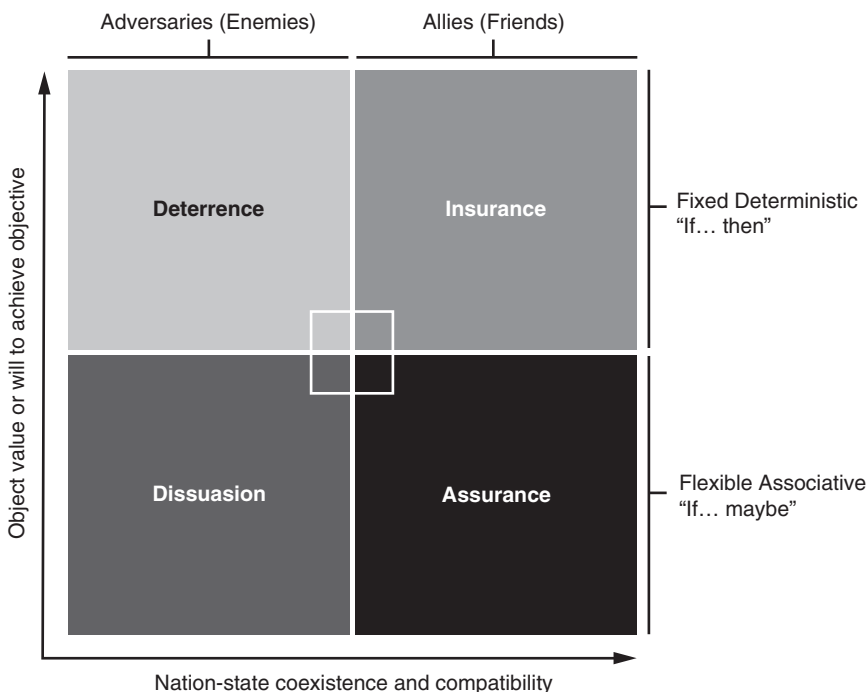 Adversaries (Enemies)
Allies (Friends)
Object value or will to achieve objective
Deterrence
Insurance
Fixed Deterministic
“If… then”
Dissuasion
Assurance
Flexible Associative
“If… maybe”
Nation-state coexistence and compatibility